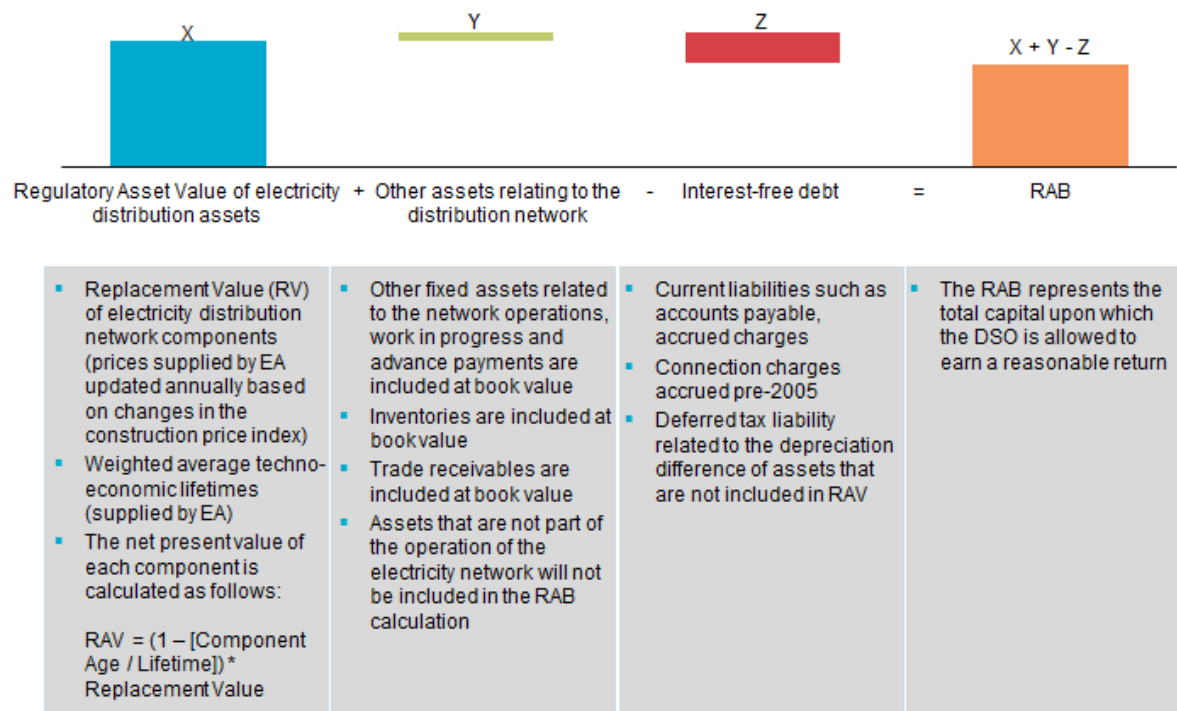 X
Y
Z
X + Y - Z
Regulatory Asset Value of electricity
distribution assets
+
Other assets relating to the
distribution network
-
Interest-free debt
=
RAB
Replacement Value (RV)
of electricity distribution
network components
(prices supplied by EA
updated annually based
on changes in the
construction price index)
Weighted average techno-
economic lifetimes
(supplied by EA)
The net present value of
each component is
calculated as follows:
RAV = (1 – [Component
Age / Lifetime]) *
Replacement Value
Other fixed assets related
to the network operations,
work in progress and
advance payments are
included at book value
Inventories are included at
book value
Trade receivables are
included at book value
Assets that are not part of
the operation of the
electricity network will not
be included in the RAB
calculation
Current liabilities such as
accounts payable,
accrued charges
Connection charges
accrued pre-2005
Deferred tax liability
related to the depreciation
difference of assets that
are not included in RAV
The RAB represents the
total capital upon which
the DSO is allowed to
earn a reasonable return